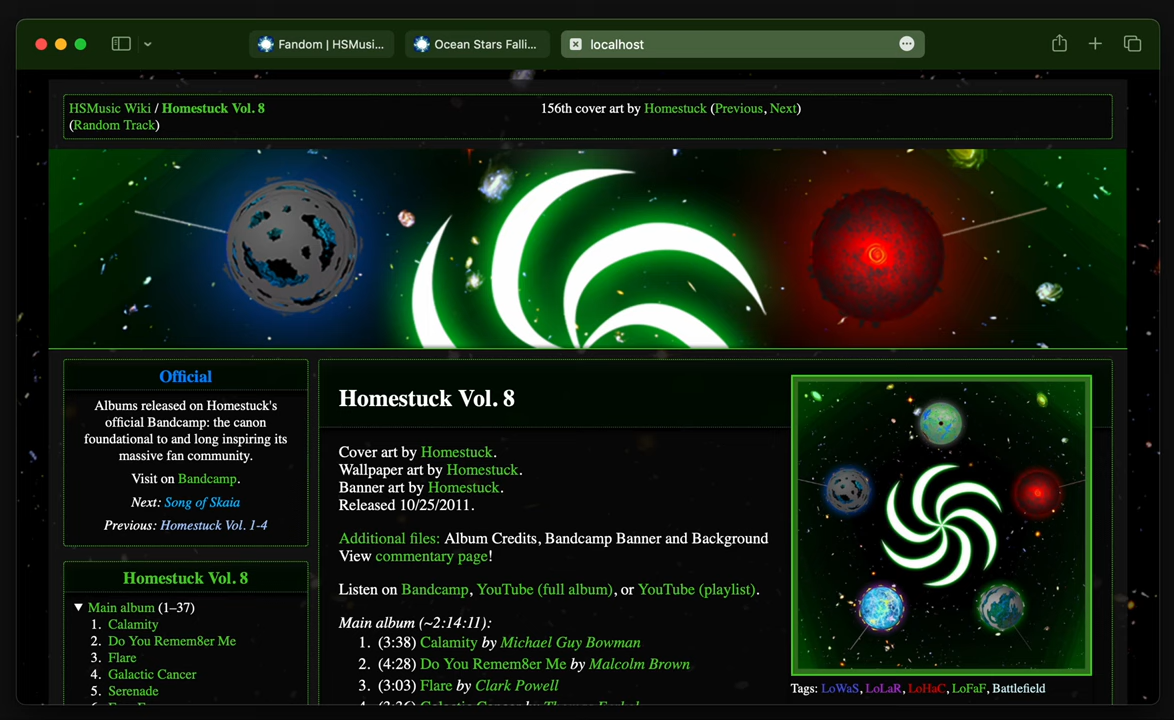 Fandom | HSMusi...
Ocean Stars Falli...
localhost
HSMusic Wiki / Homestuck Vol. 8
(Random Track)
156th cover art by Homestuck (Previous, Next)
Official
Albums released on Homestuck's
official Bandcamp: the canon
foundational to and long inspiring its
massive fan community.
Visit on Bandcamp.
Next: Song of Skaia
Previous: Homestuck Vol. 1-4
Homestuck Vol. 8
▼ Main album (1–37)
1. Calamity
2. Do You Remem8er Me
3. Flare
4. Galactic Cancer
5. Serenade
Homestuck Vol. 8
Cover art by Homestuck.
Wallpaper art by Homestuck.
Banner art by Homestuck.
Released 10/25/2011.
Additional files: Album Credits, Bandcamp Banner and Background
View commentary page!
Listen on Bandcamp, YouTube (full album), or YouTube (playlist).
Main album (~2:14:11):
1. (3:38) Calamity by Michael Guy Bowman
2. (4:28) Do You Remem8er Me by Malcolm Brown
3. (3:03) Flare by Clark Powell
Tags: LoWaS, LoLaR, LoHaC, LoFaF, Battlefield